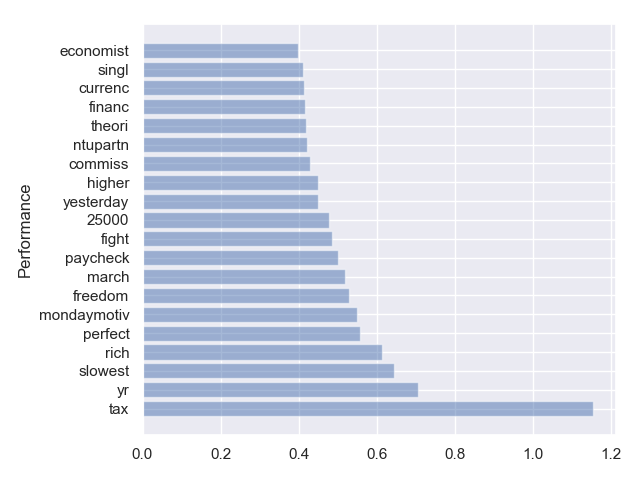 economist
singl
currenc
financ
theori
ntupartn
commiss
higher
yesterday
25000
fight
paycheck
march
freedom
mondaymotiv
perfect
rich
slowest
yr
tax
Performance
0.0 0.2 0.4 0.6 0.8 1.0 1.2